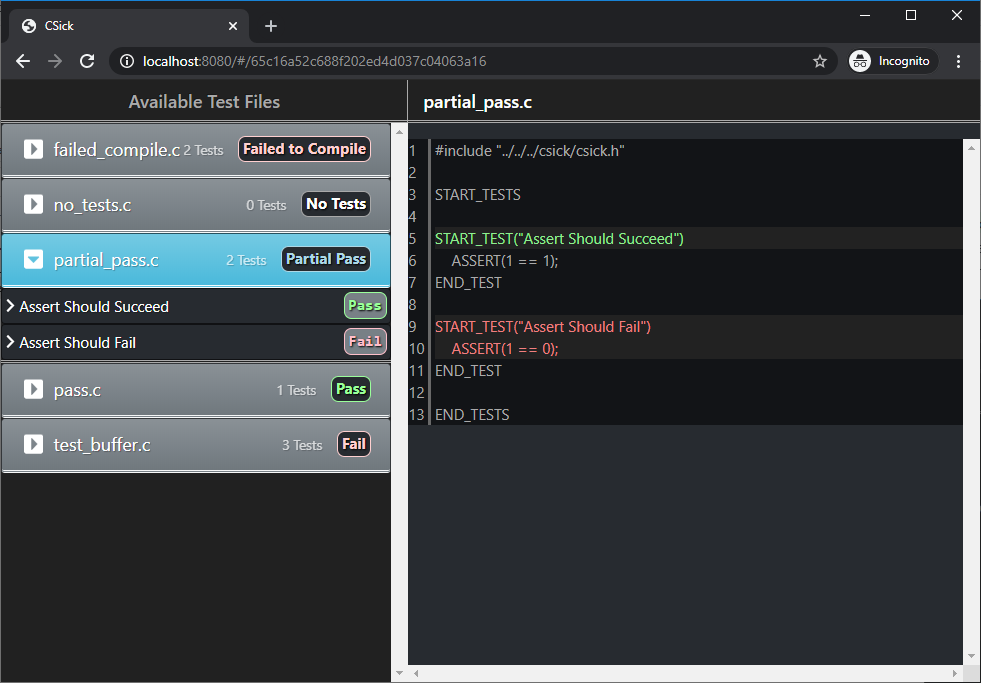 CSick
localhost:8080/#/65c16a52c688f202ed4d037c04063a16
Incognito
Available Test Files
failed_compile.c 2 Tests Failed to Compile
no_tests.c 0 Tests No Tests
partial_pass.c 2 Tests Partial Pass
Assert Should Succeed Pass
Assert Should Fail Fail
pass.c 1 Tests Pass
test_buffer.c 3 Tests Fail
partial_pass.c
1 #include "../../../csick/csick.h"
2
3 START_TESTS
4
5 START_TEST("Assert Should Succeed")
6 ASSERT(1 == 1);
7 END_TEST
8
9 START_TEST("Assert Should Fail")
10 ASSERT(1 == 0);
11 END_TEST
12
13 END_TESTS